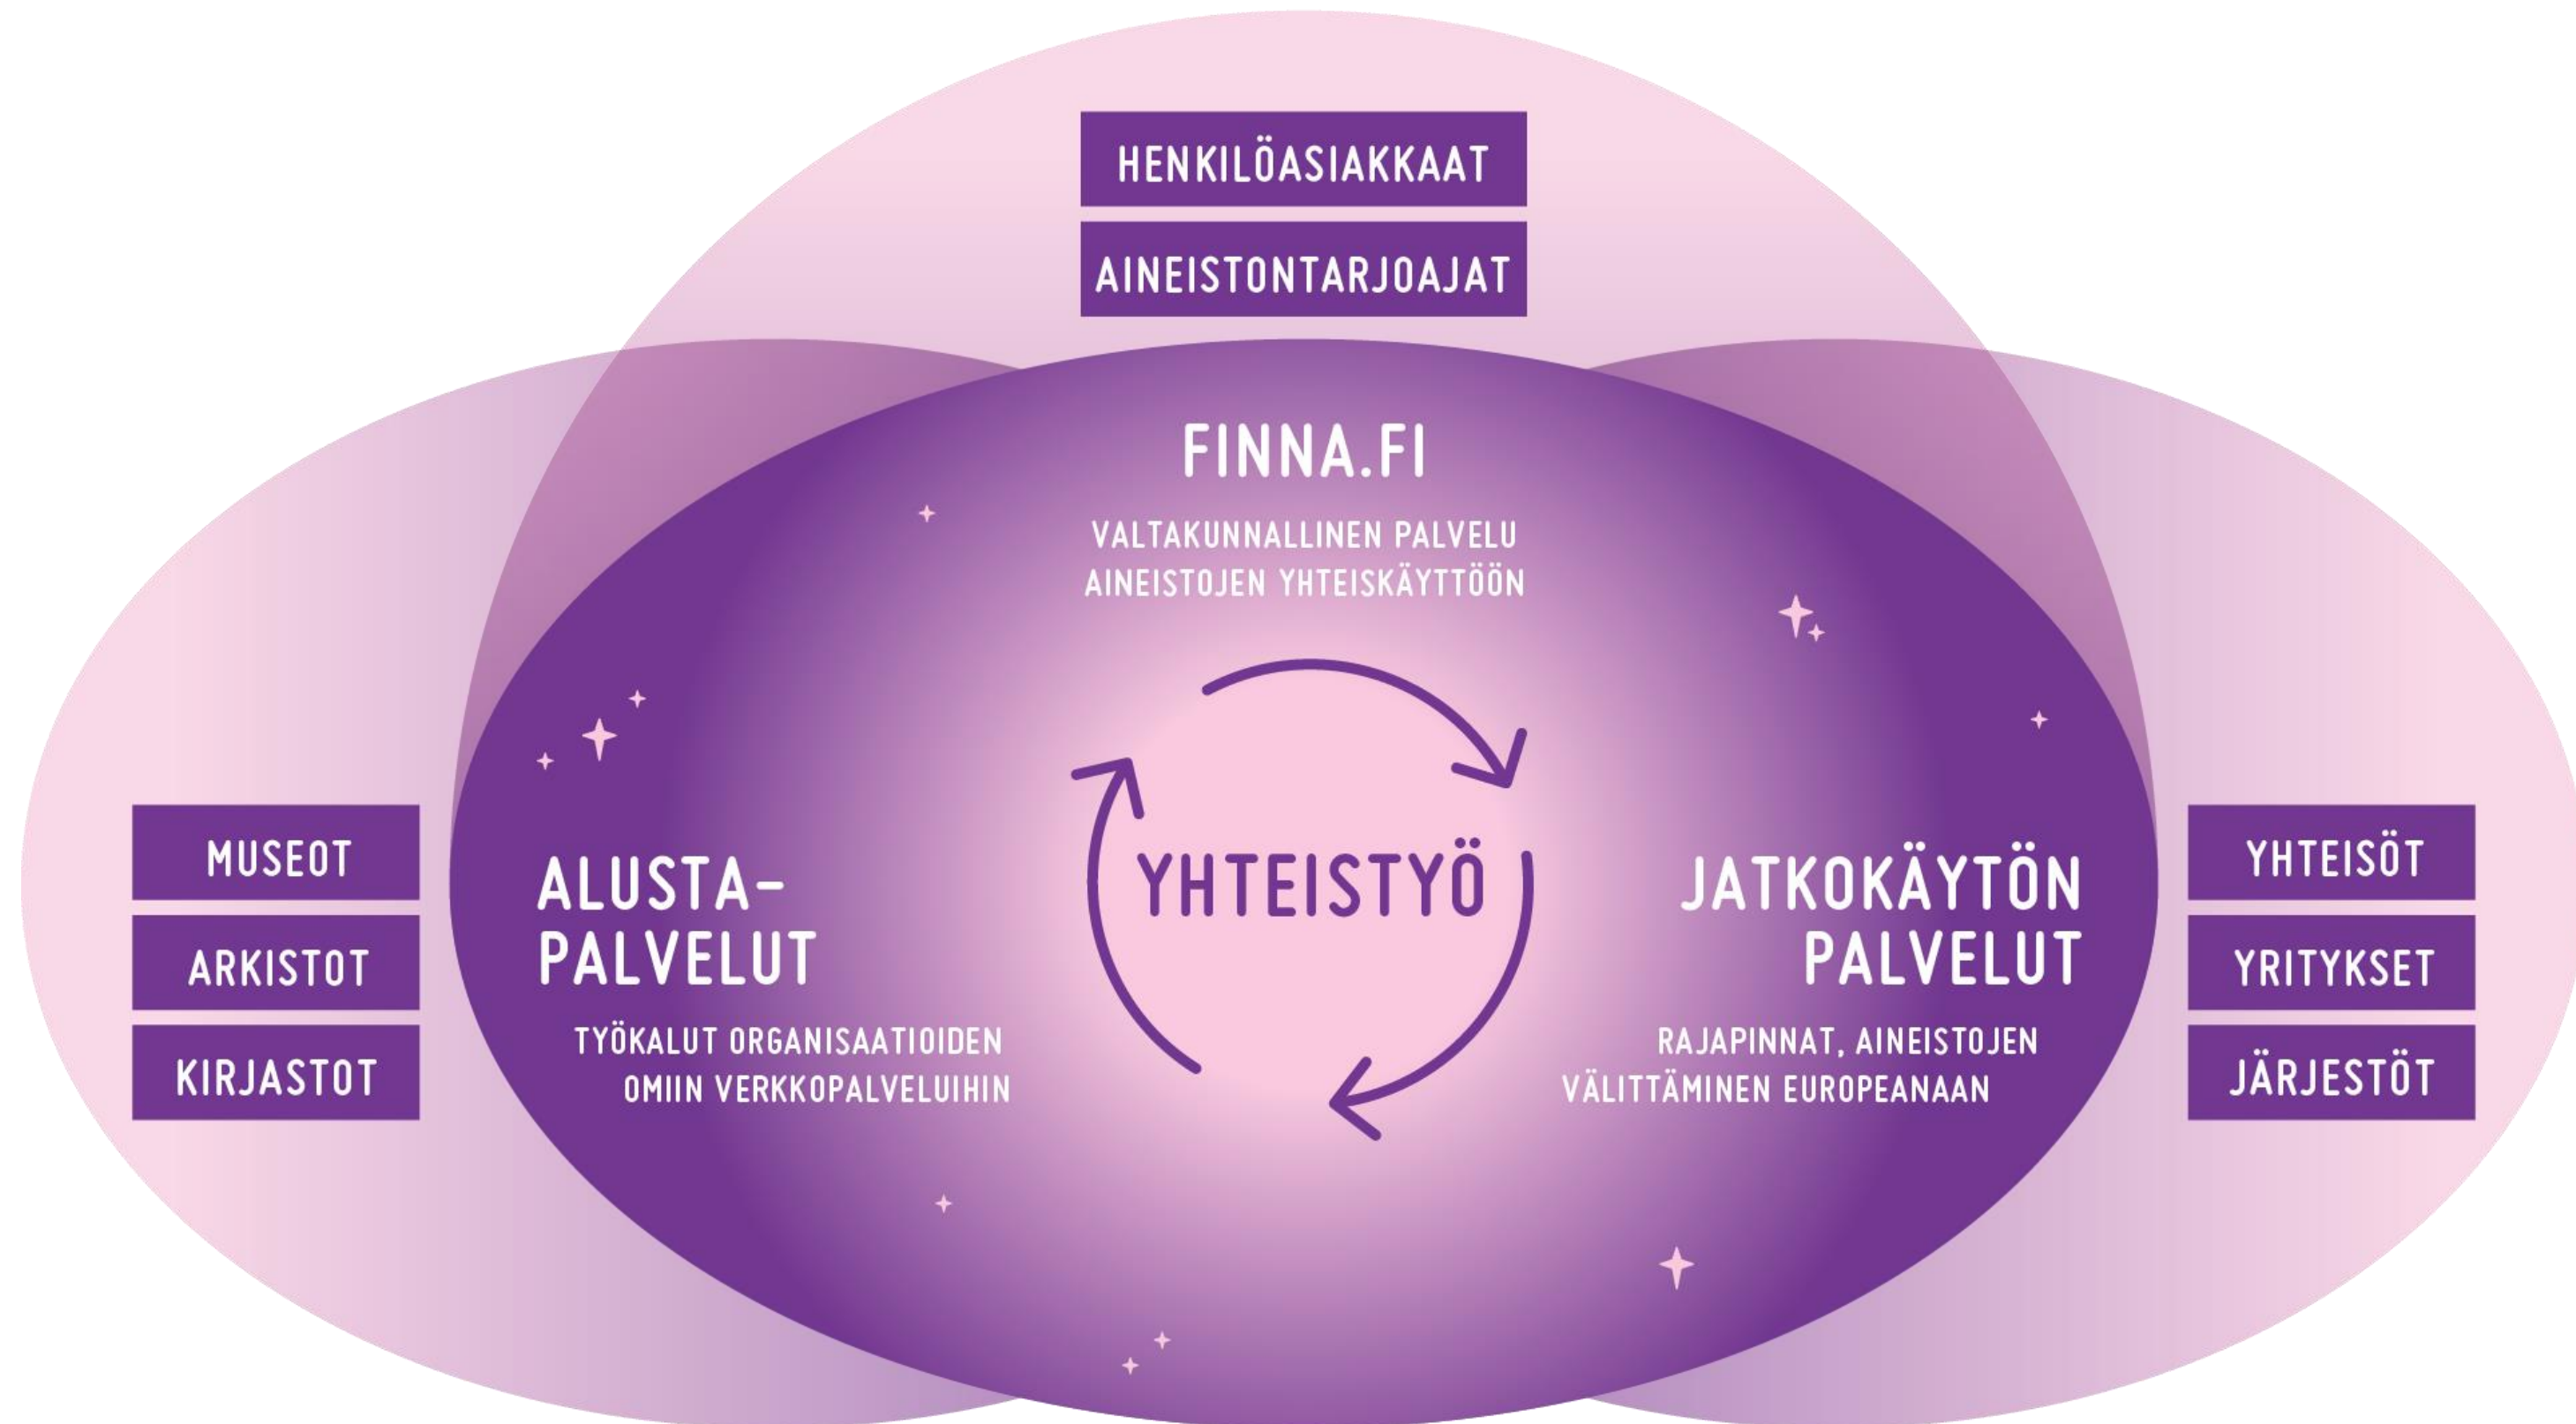 HENKILÖASIAKKAAT
AINEISTONTARJOAJAT
FINNA.FI
VALTAKUNNALLINEN PALVELU
AINEISTOJEN YHTEISKÄYTTÖÖN
YHTEISTYÖ
MUSEOT
ARKISTOT
KIRJASTOT
ALUSTA-
PALVELUT
TYÖKALUT ORGANISAATIOIDEN
OMIIN VERKKOPALVELUIHIN
JATKOKÄYTÖN
PALVELUT
RAJAPINNAT, AINEISTOJEN
VÄLITTÄMINEN EUROPEANAAN
YHTEISÖT
YRITYKSET
JÄRJESTÖT